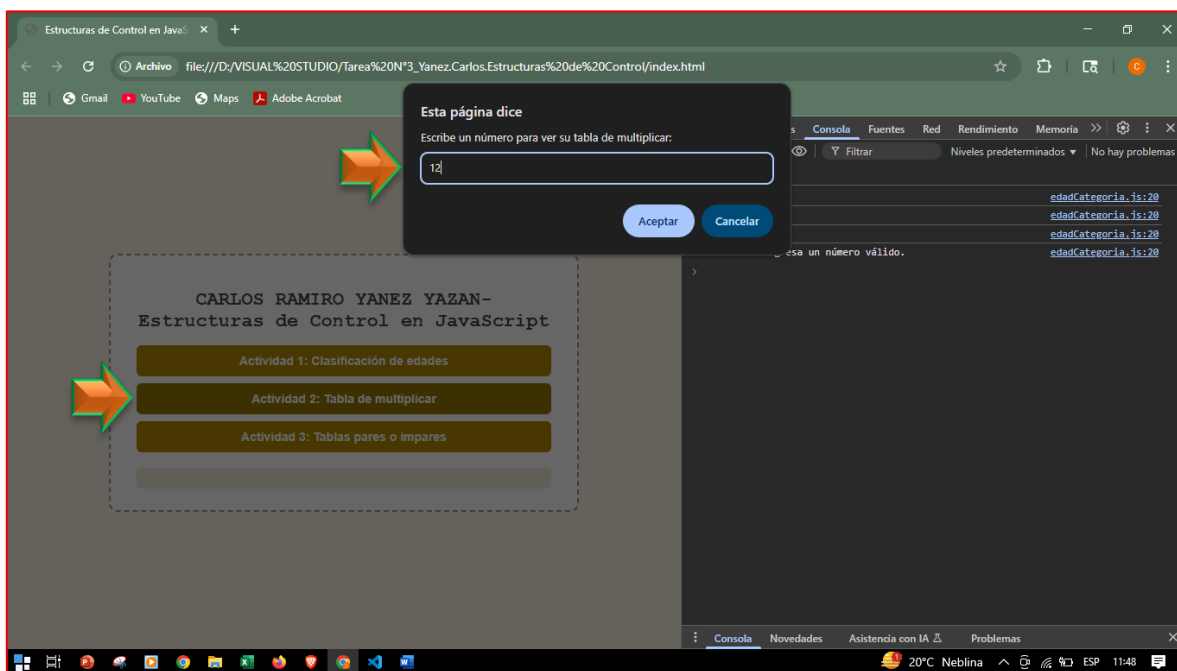 Estructuras de Control en JavaS
Archivo file:///D:/VISUAL%20STUDIO/Tarea%20N°3_Yanez.Carlos.Estructuras%20de%20Control/index.html
C
Gmail YouTube Maps Adobe Acrobat
Esta página dice
Escribe un número para ver su tabla de multiplicar:
12
Aceptar Cancelar
s Consola Fuentes Red Rendimiento Memoria
Filtrar Niveles predeterminados No hay problemas
edadCategoria.js:20
edadCategoria.js:20
edadCategoria.js:20
esa un número válido. edadCategoria.js:20
CARLOS RAMIRO YANEZ YAZAN-
Estructuras de Control en JavaScript
Actividad 1: Clasificación de edades
Actividad 2: Tabla de multiplicar
Actividad 3: Tablas pares o impares
Consola Novedades Asistencia con IA Problemas
20°C Neblina ESP 11:48